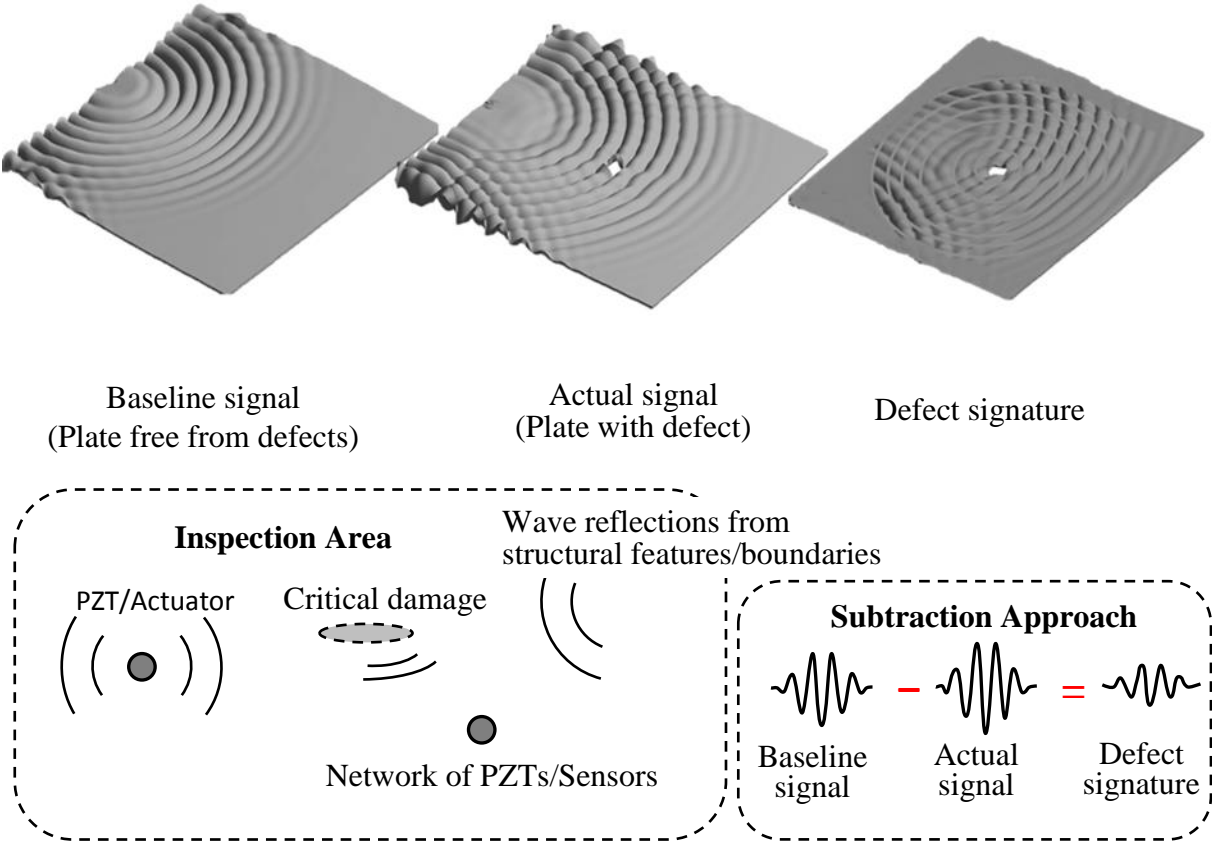 Baseline signal
(Plate free from defects)
Actual signal
(Plate with defect)
Defect signature
Inspection Area
Wave reflections from
structural features/boundaries
PZT/Actuator
Critical damage
Network of PZTs/Sensors
Subtraction Approach
– =
Baseline
signal
Actual
signal
Defect
signature